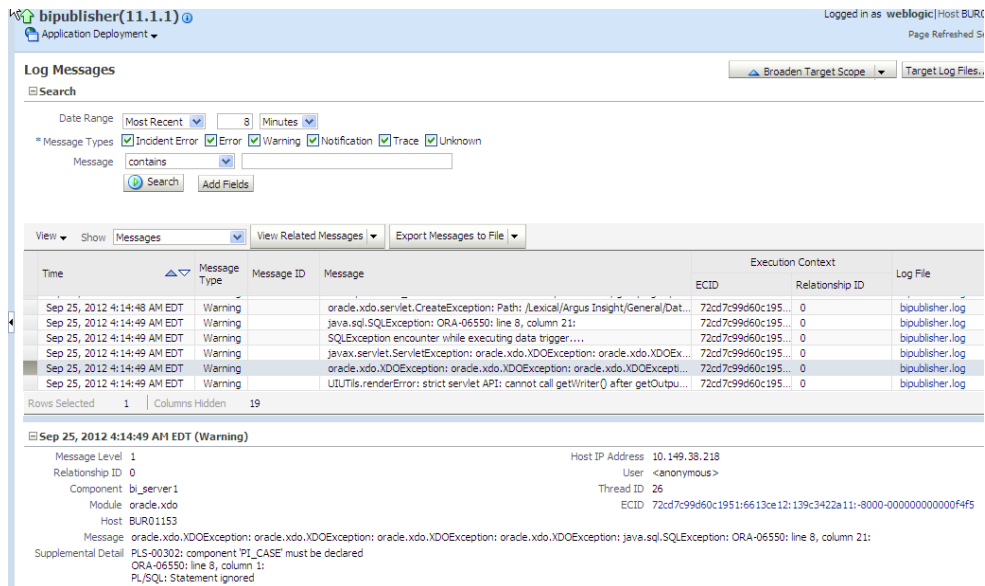 bipublisher(11.1.1)
Logged in as weblogic|Host BUR0
Application Deployment
Page Refreshed Se
Log Messages
Broaden Target Scope
Target Log Files..
Search
Date Range Most Recent 8 Minutes
* Message Types Incident Error Error Warning Notification Trace Unknown
Message contains
Search Add Fields
View Show Messages View Related Messages Export Messages to File
Time Message Type Message ID Message Execution Context ECID Relationship ID Log File
Sep 25, 2012 4:14:48 AM EDT Warning oracle.xdo.servlet.CreateException: Path: /Lexical/Argus Insight/General/Dat... 72cd7c99d60c195... 0 bipublisher.log
Sep 25, 2012 4:14:49 AM EDT Warning java.sql.SQLException: ORA-06550: line 8, column 21: 72cd7c99d60c195... 0 bipublisher.log
Sep 25, 2012 4:14:49 AM EDT Warning SQLException encounter while executing data trigger.... 72cd7c99d60c195... 0 bipublisher.log
Sep 25, 2012 4:14:49 AM EDT Warning javax.servlet.ServletException: oracle.xdo.XDOException: oracle.xdo.XDOEx... 72cd7c99d60c195... 0 bipublisher.log
Sep 25, 2012 4:14:49 AM EDT Warning oracle.xdo.XDOException: oracle.xdo.XDOException: oracle.xdo.XDOExcepti... 72cd7c99d60c195... 0 bipublisher.log
Sep 25, 2012 4:14:49 AM EDT Warning UIUtils.renderError: strict servlet API: cannot call getWriter() after getOutpu... 72cd7c99d60c195... 0 bipublisher.log
Rows Selected 1 Columns Hidden 19
Sep 25, 2012 4:14:49 AM EDT (Warning)
Message Level 1 Host IP Address 10.149.38.218
Relationship ID 0 User <anonymous>
Component bi_server1 Thread ID 26
Module oracle.xdo ECID 72cd7c99d60c1951:6613ce12:139c3422a11:-8000-000000000000f4f5
Host BUR01153
Message oracle.xdo.XDOException: oracle.xdo.XDOException: oracle.xdo.XDOException: oracle.xdo.XDOException: java.sql.SQLException: ORA-06550: line 8, column 21:
Supplemental Detail PLS-00302: component 'PI_CASE' must be declared
ORA-06550: line 8, column 1:
PL/SQL: Statement ignored